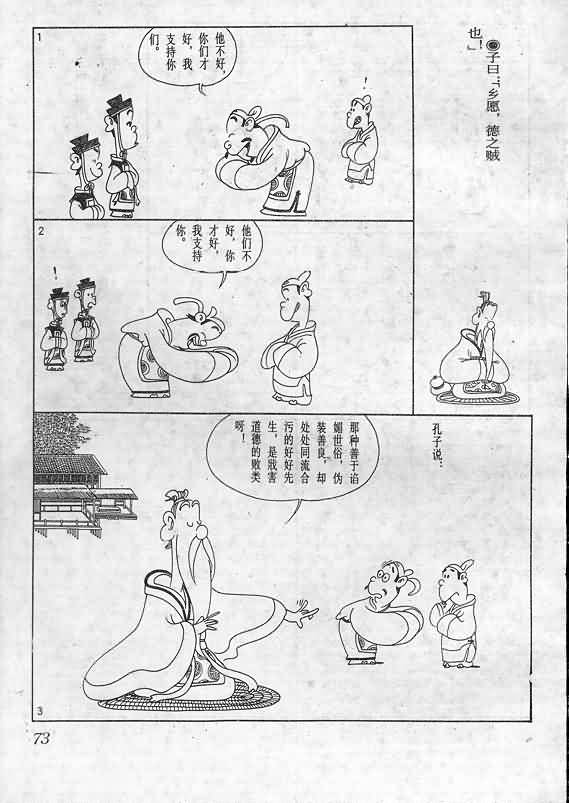 ◉子曰:「乡愿，德之贼
也！」
1
他不好，
你们才
好，我
支持你
们。
！
2
他们不
好，你
才好，
我支持
你。
！
孔子说：
那种善于谄
媚世俗，伪
装善良，却
处处同流合
污的好好先
生，是戕害
道德的败类
呀！
3
73